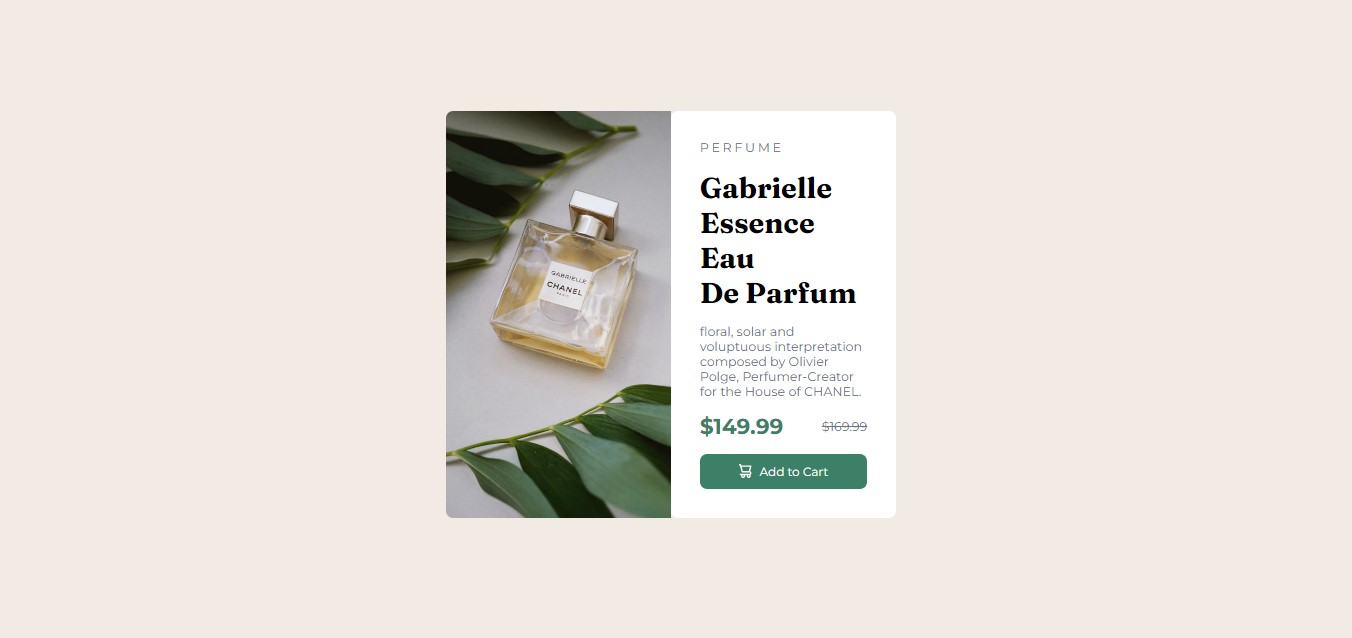 GABRIELLE
CHANEL
PARIS
PERFUME
Gabrielle
Essence
Eau
De Parfum
floral, solar and
voluptuous interpretation
composed by Olivier
Polge, Perfumer-Creator
for the House of CHANEL.
$149.99 $169.99
Add to Cart